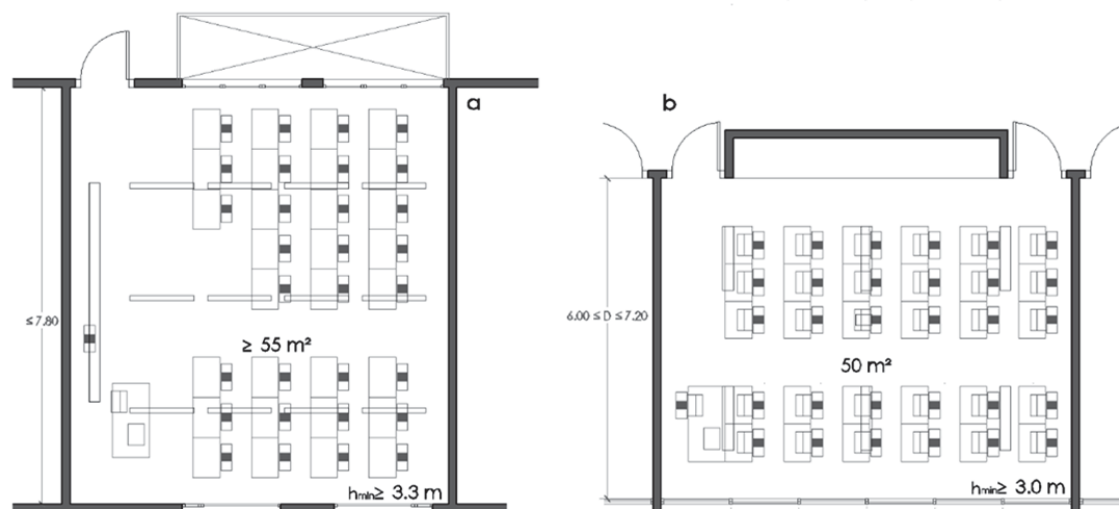 a
b
≤7.80
≥ 55 m²
hmin≥ 3.3 m
6.00 ≤ D ≤7.20
50 m²
hmin≥ 3.0 m